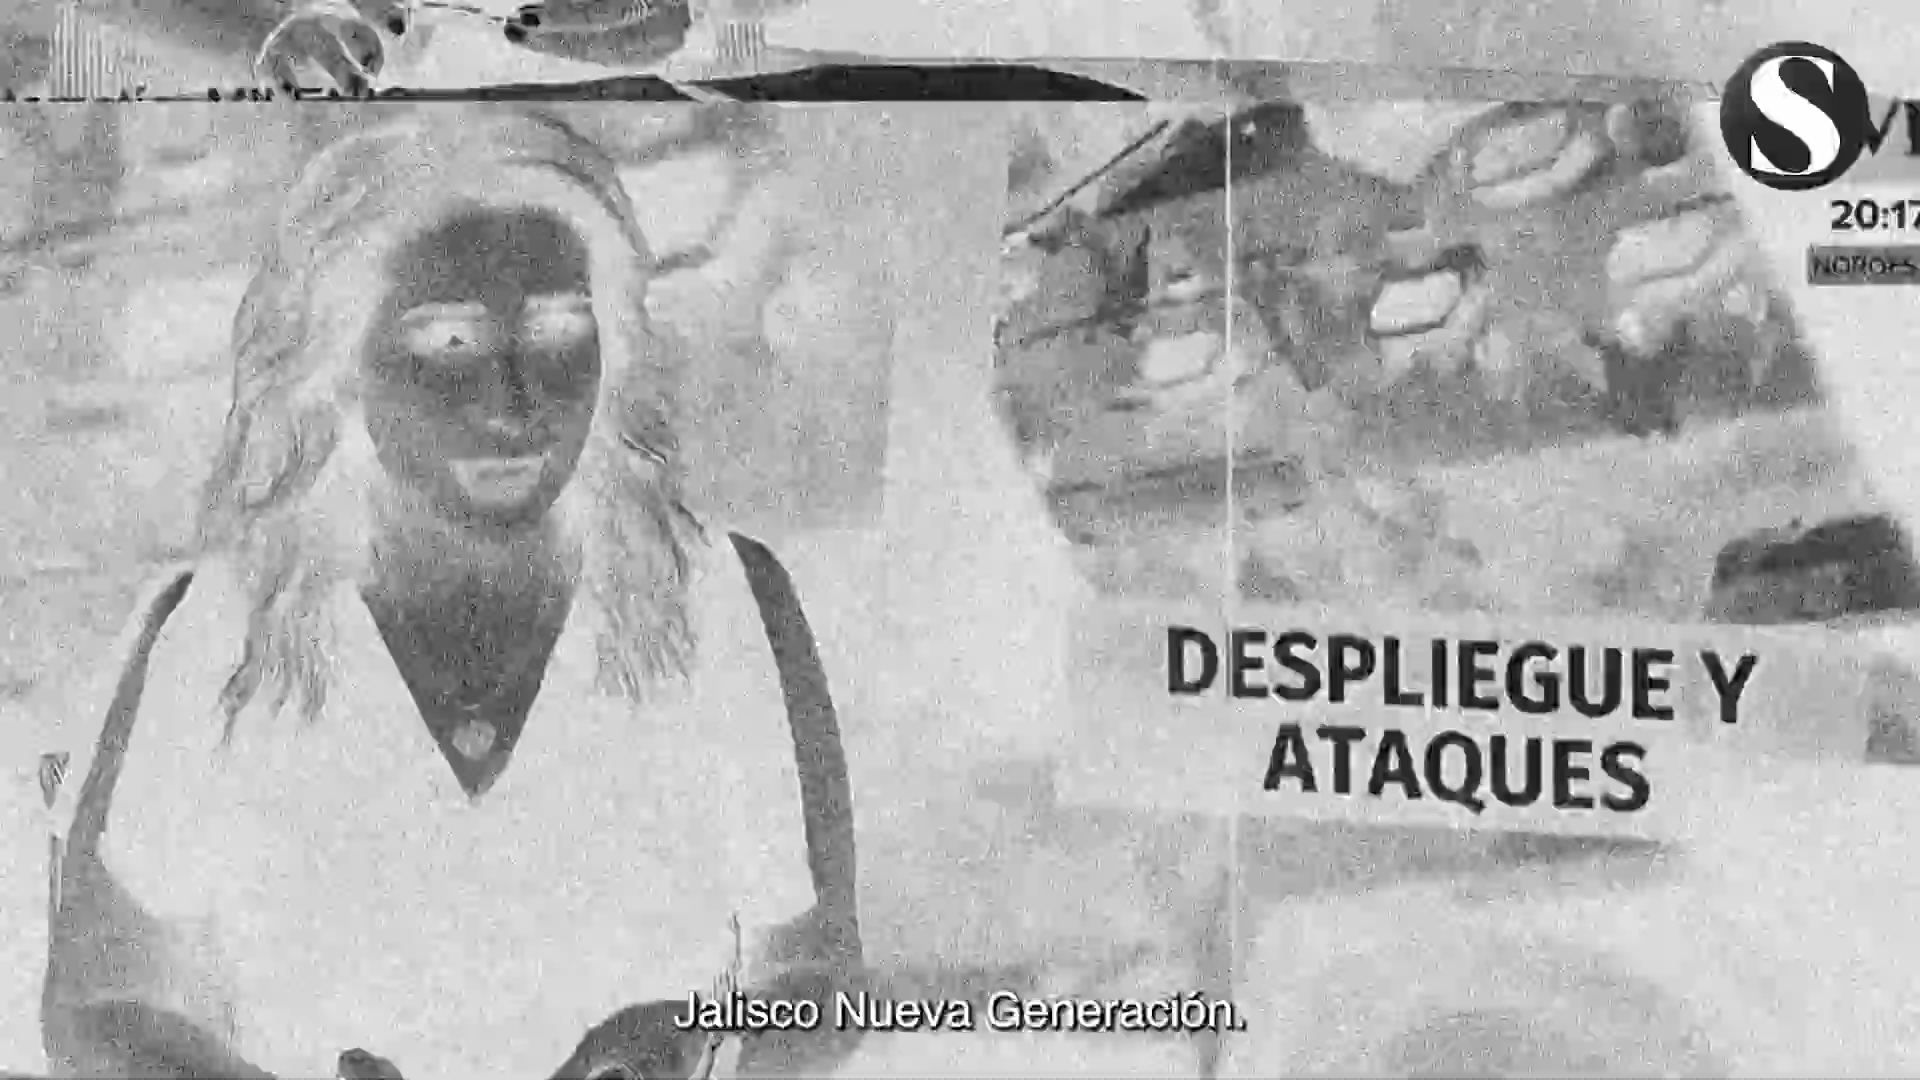 S
20:17
DESPLIEGUE Y
ATAQUES
Jalisco Nueva Generación.